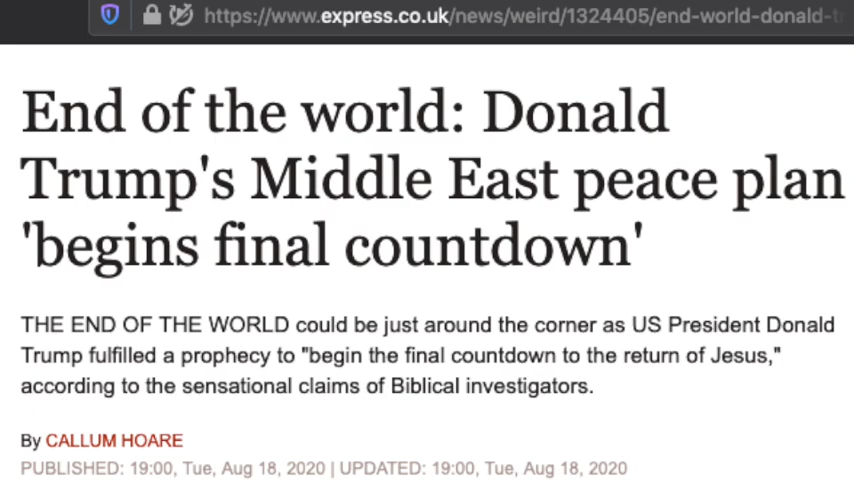 https://www.express.co.uk/news/weird/1324405/end-world-donald-tr
End of the world: Donald
Trump's Middle East peace plan
'begins final countdown'
THE END OF THE WORLD could be just around the corner as US President Donald
Trump fulfilled a prophecy to "begin the final countdown to the return of Jesus,"
according to the sensational claims of Biblical investigators.
By CALLUM HOARE
PUBLISHED: 19:00, Tue, Aug 18, 2020 | UPDATED: 19:00, Tue, Aug 18, 2020